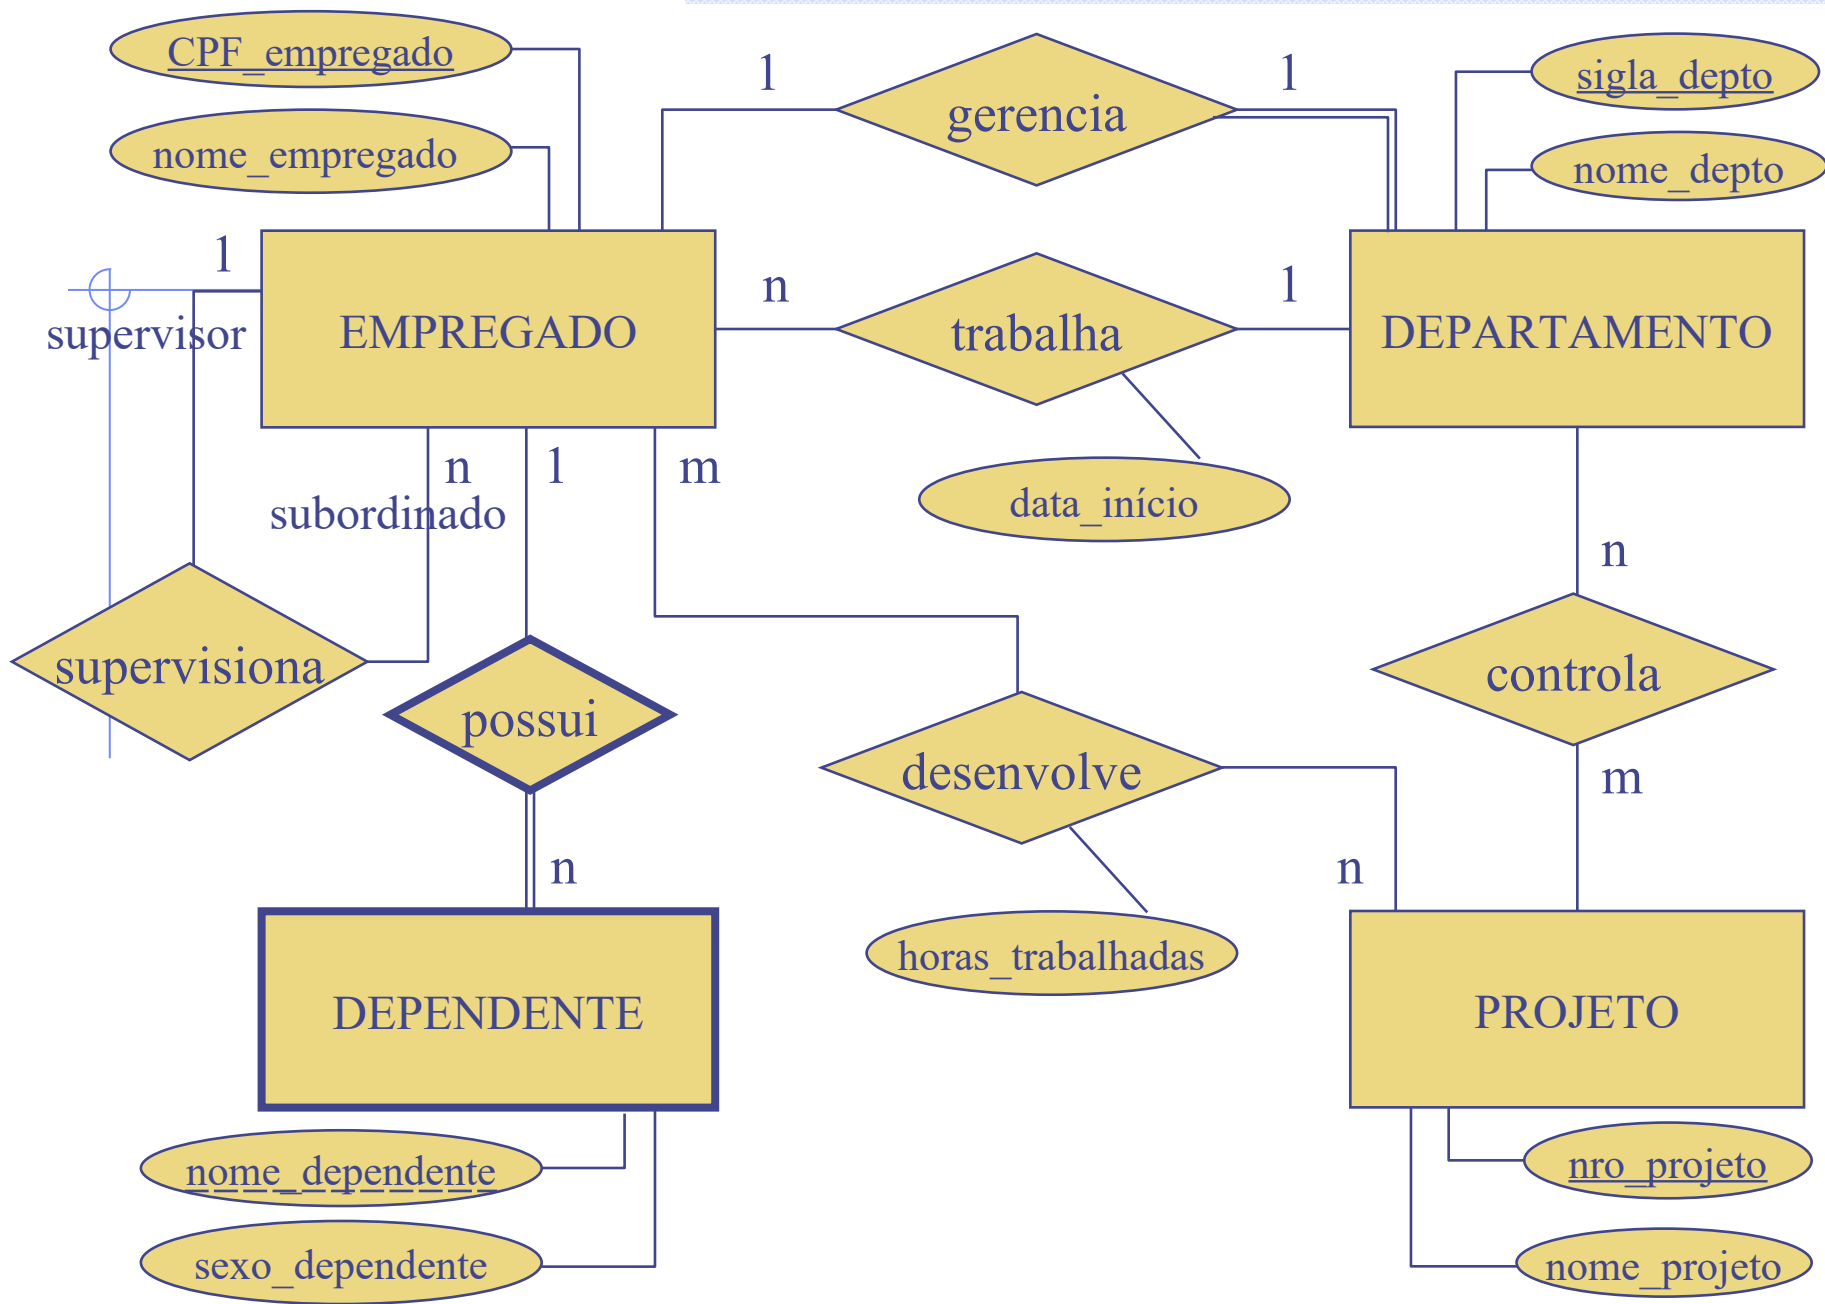 CPF_empregado
nome_empregado
1
gerencia
1
sigla_depto
nome_depto
1
supervisor
EMPREGADO
n
trabalha
1
DEPARTAMENTO
n
subordinado
1
m
data_início
n
supervisiona
possui
desenvolve
controla
m
n
n
horas_trabalhadas
DEPENDENTE
PROJETO
nome_dependente
sexo_dependente
nro_projeto
nome_projeto